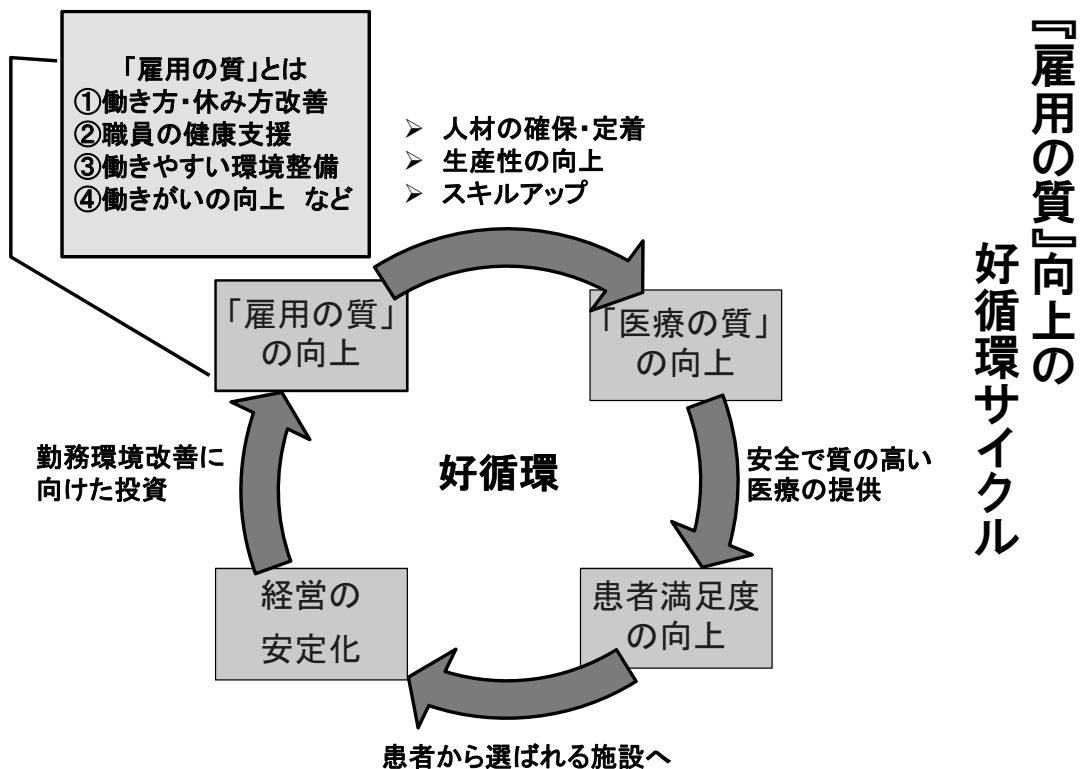 『雇用の質』向上の
好循環サイクル
「雇用の質」とは
①働き方・休み方改善
②職員の健康支援
③働きやすい環境整備
④働きがいの向上　など
➢ 人材の確保・定着
➢ 生産性の向上
➢ スキルアップ
「雇用の質」
の向上
「医療の質」
の向上
勤務環境改善に
向けた投資
好循環
安全で質の高い
医療の提供
経営の
安定化
患者満足度
の向上
患者から選ばれる施設へ